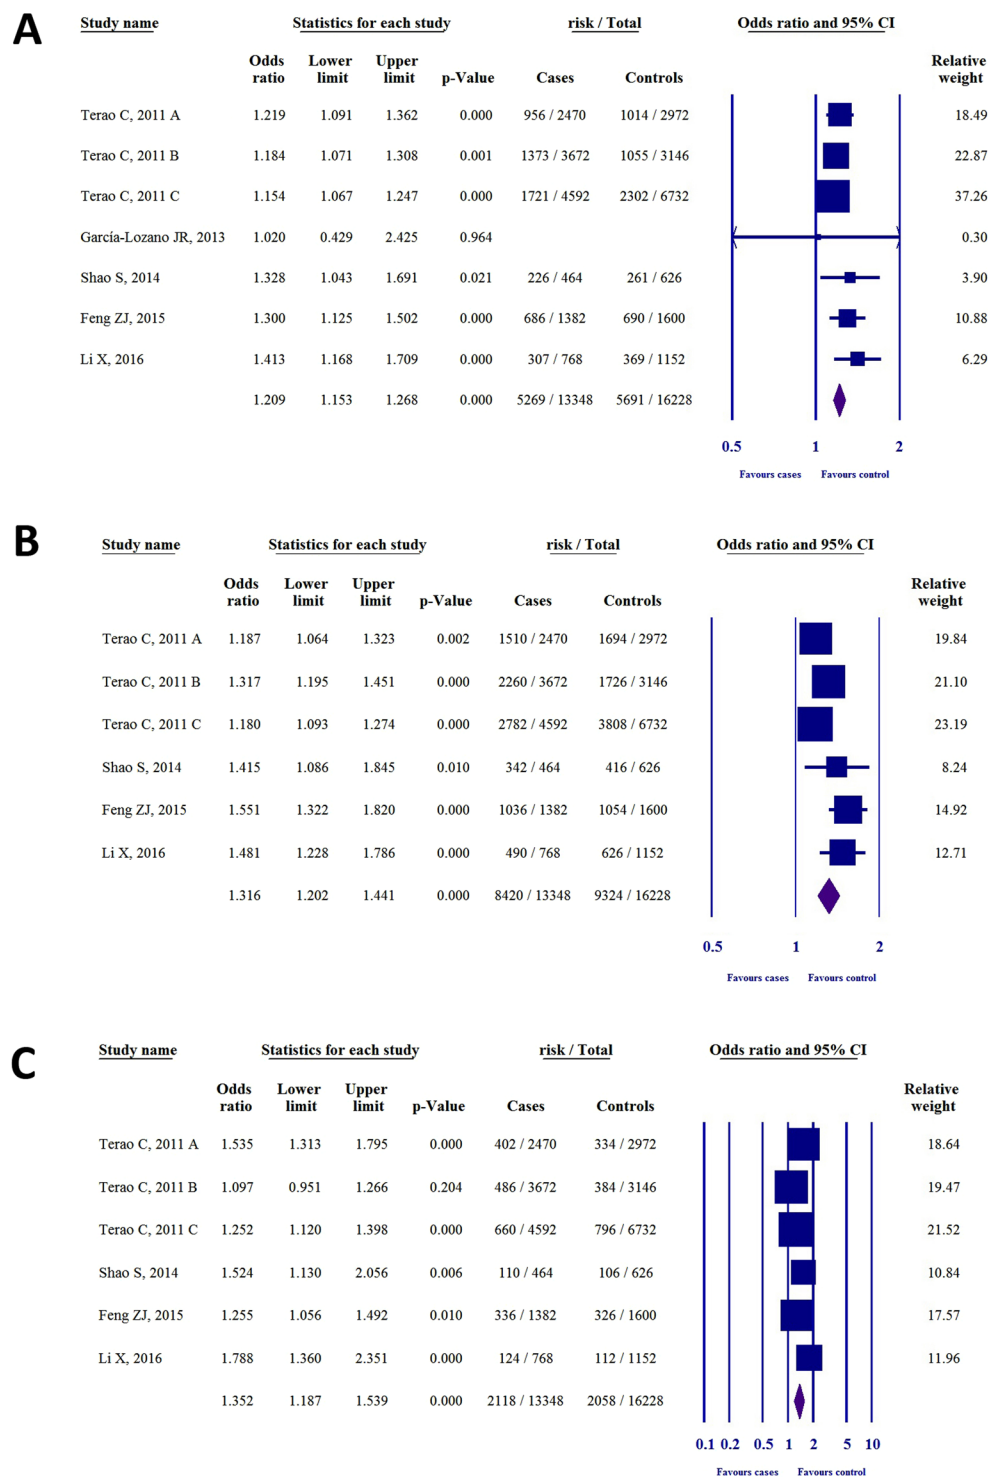 A
Study name Statistics for each study risk / Total Odds ratio and 95% CI
Odds ratio Lower limit Upper limit p-Value Cases Controls Relative weight
Terao C, 2011 A 1.219 1.091 1.362 0.000 956 / 2470 1014 / 2972 18.49
Terao C, 2011 B 1.184 1.071 1.308 0.001 1373 / 3672 1055 / 3146 22.87
Terao C, 2011 C 1.154 1.067 1.247 0.000 1721 / 4592 2302 / 6732 37.26
García-Lozano JR, 2013 1.020 0.429 2.425 0.964 0.30
Shao S, 2014 1.328 1.043 1.691 0.021 226 / 464 261 / 626 3.90
Feng ZJ, 2015 1.300 1.125 1.502 0.000 686 / 1382 690 / 1600 10.88
Li X, 2016 1.413 1.168 1.709 0.000 307 / 768 369 / 1152 6.29
1.209 1.153 1.268 0.000 5269 / 13348 5691 / 16228
0.5 1 2
Favours cases Favours control
B
Study name Statistics for each study risk / Total Odds ratio and 95% CI
Odds ratio Lower limit Upper limit p-Value Cases Controls Relative weight
Terao C, 2011 A 1.187 1.064 1.323 0.002 1510 / 2470 1694 / 2972 19.84
Terao C, 2011 B 1.317 1.195 1.451 0.000 2260 / 3672 1726 / 3146 21.10
Terao C, 2011 C 1.180 1.093 1.274 0.000 2782 / 4592 3808 / 6732 23.19
Shao S, 2014 1.415 1.086 1.845 0.010 342 / 464 416 / 626 8.24
Feng ZJ, 2015 1.551 1.322 1.820 0.000 1036 / 1382 1054 / 1600 14.92
Li X, 2016 1.481 1.228 1.786 0.000 490 / 768 626 / 1152 12.71
1.316 1.202 1.441 0.000 8420 / 13348 9324 / 16228
0.5 1 2
Favours cases Favours control
C
Study name Statistics for each study risk / Total Odds ratio and 95% CI
Odds ratio Lower limit Upper limit p-Value Cases Controls Relative weight
Terao C, 2011 A 1.535 1.313 1.795 0.000 402 / 2470 334 / 2972 18.64
Terao C, 2011 B 1.097 0.951 1.266 0.204 486 / 3672 384 / 3146 19.47
Terao C, 2011 C 1.252 1.120 1.398 0.000 660 / 4592 796 / 6732 21.52
Shao S, 2014 1.524 1.130 2.056 0.006 110 / 464 106 / 626 10.84
Feng ZJ, 2015 1.255 1.056 1.492 0.010 336 / 1382 326 / 1600 17.57
Li X, 2016 1.788 1.360 2.351 0.000 124 / 768 112 / 1152 11.96
1.352 1.187 1.539 0.000 2118 / 13348 2058 / 16228
0.1 0.2 0.5 1 2 5 10
Favours cases Favours control